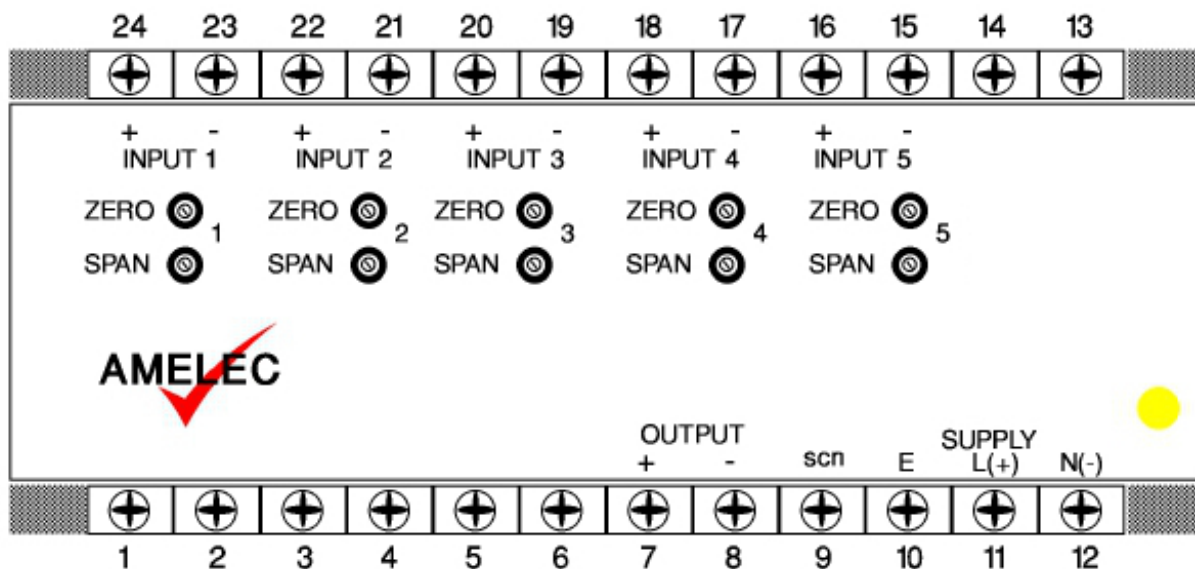 24 23 22 21 20 19 18 17 16 15 14 13
+ - + - + - + - + -
INPUT 1 INPUT 2 INPUT 3 INPUT 4 INPUT 5
ZERO ZERO ZERO ZERO ZERO
1 2 3 4 5
SPAN SPAN SPAN SPAN SPAN
AMELEC
OUTPUT SUPPLY
+ - scn E L(+) N(-)
1 2 3 4 5 6 7 8 9 10 11 12